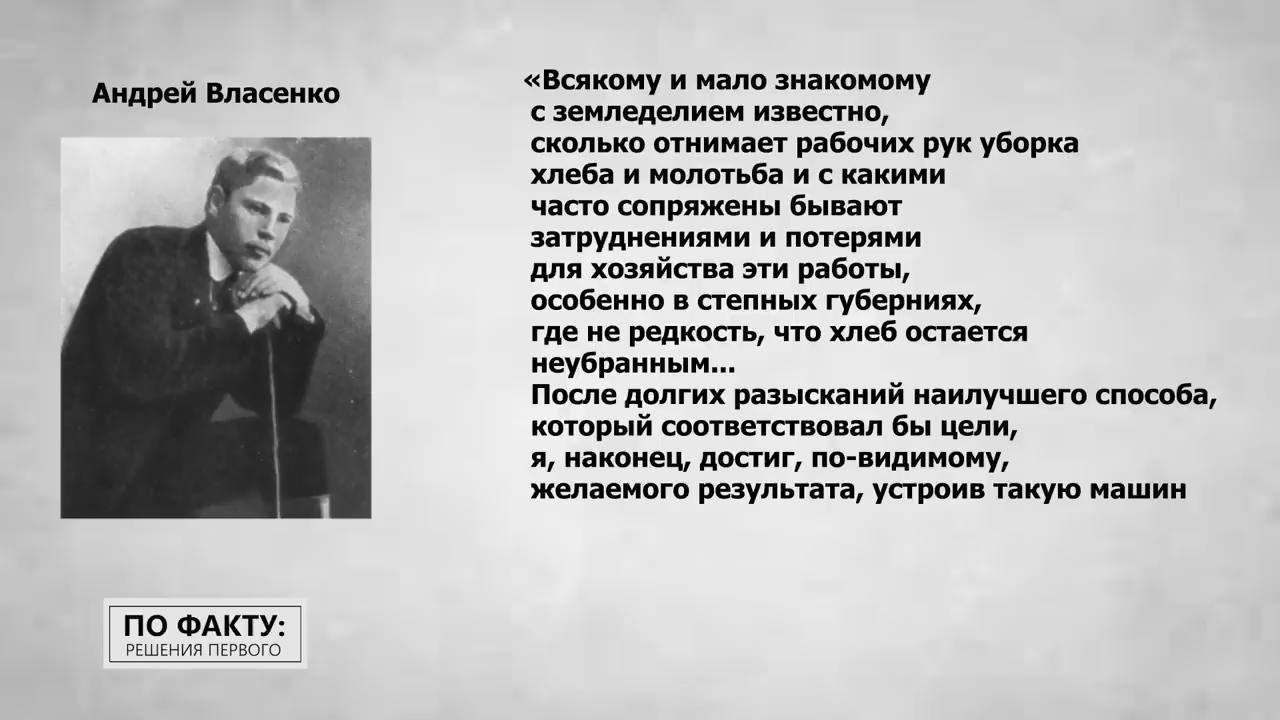 Андрей Власенко
«Всякому и мало знакомому
с земледелием известно,
сколько отнимает рабочих рук уборка
хлеба и молотьба и с какими
часто сопряжены бывают
затруднениями и потерями
для хозяйства эти работы,
особенно в степных губерниях,
где не редкость, что хлеб остается
неубранным...
После долгих разысканий наилучшего способа,
который соответствовал бы цели,
я, наконец, достиг, по-видимому,
желаемого результата, устроив такую машин
ПО ФАКТУ:
РЕШЕНИЯ ПЕРВОГО